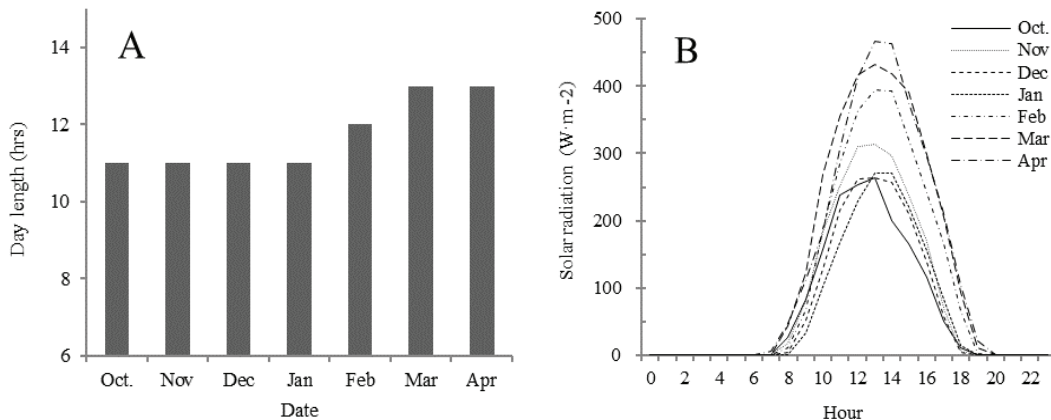 A
14
12
10
8
6
Day length (hrs)
Oct. Nov Dec Jan Feb Mar Apr
Date
B
500
400
300
200
100
0
Solar radiation (W·m-2)
0 2 4 6 8 10 12 14 16 18 20 22
Hour
Oct.
Nov
Dec
Jan
Feb
Mar
Apr